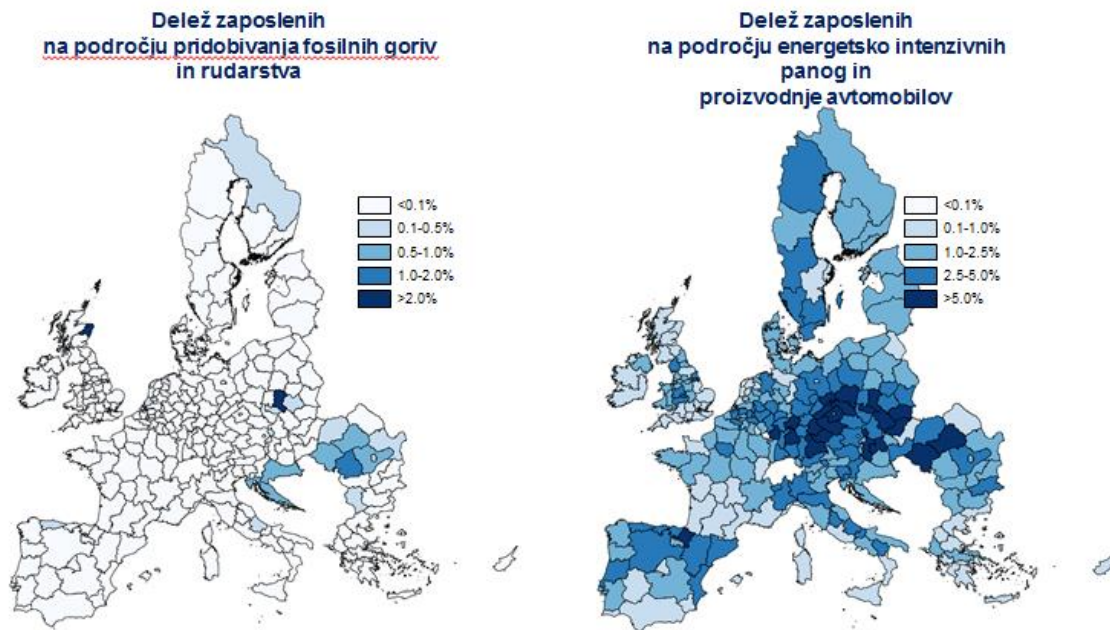 Delež zaposlenih
na področju pridobivanja fosilnih goriv
in rudarstva
<0.1%
0.1-0.5%
0.5-1.0%
1.0-2.0%
>2.0%
Delež zaposlenih
na področju energetsko intenzivnih
panog in
proizvodnje avtomobilov
<0.1%
0.1-1.0%
1.0-2.5%
2.5-5.0%
>5.0%